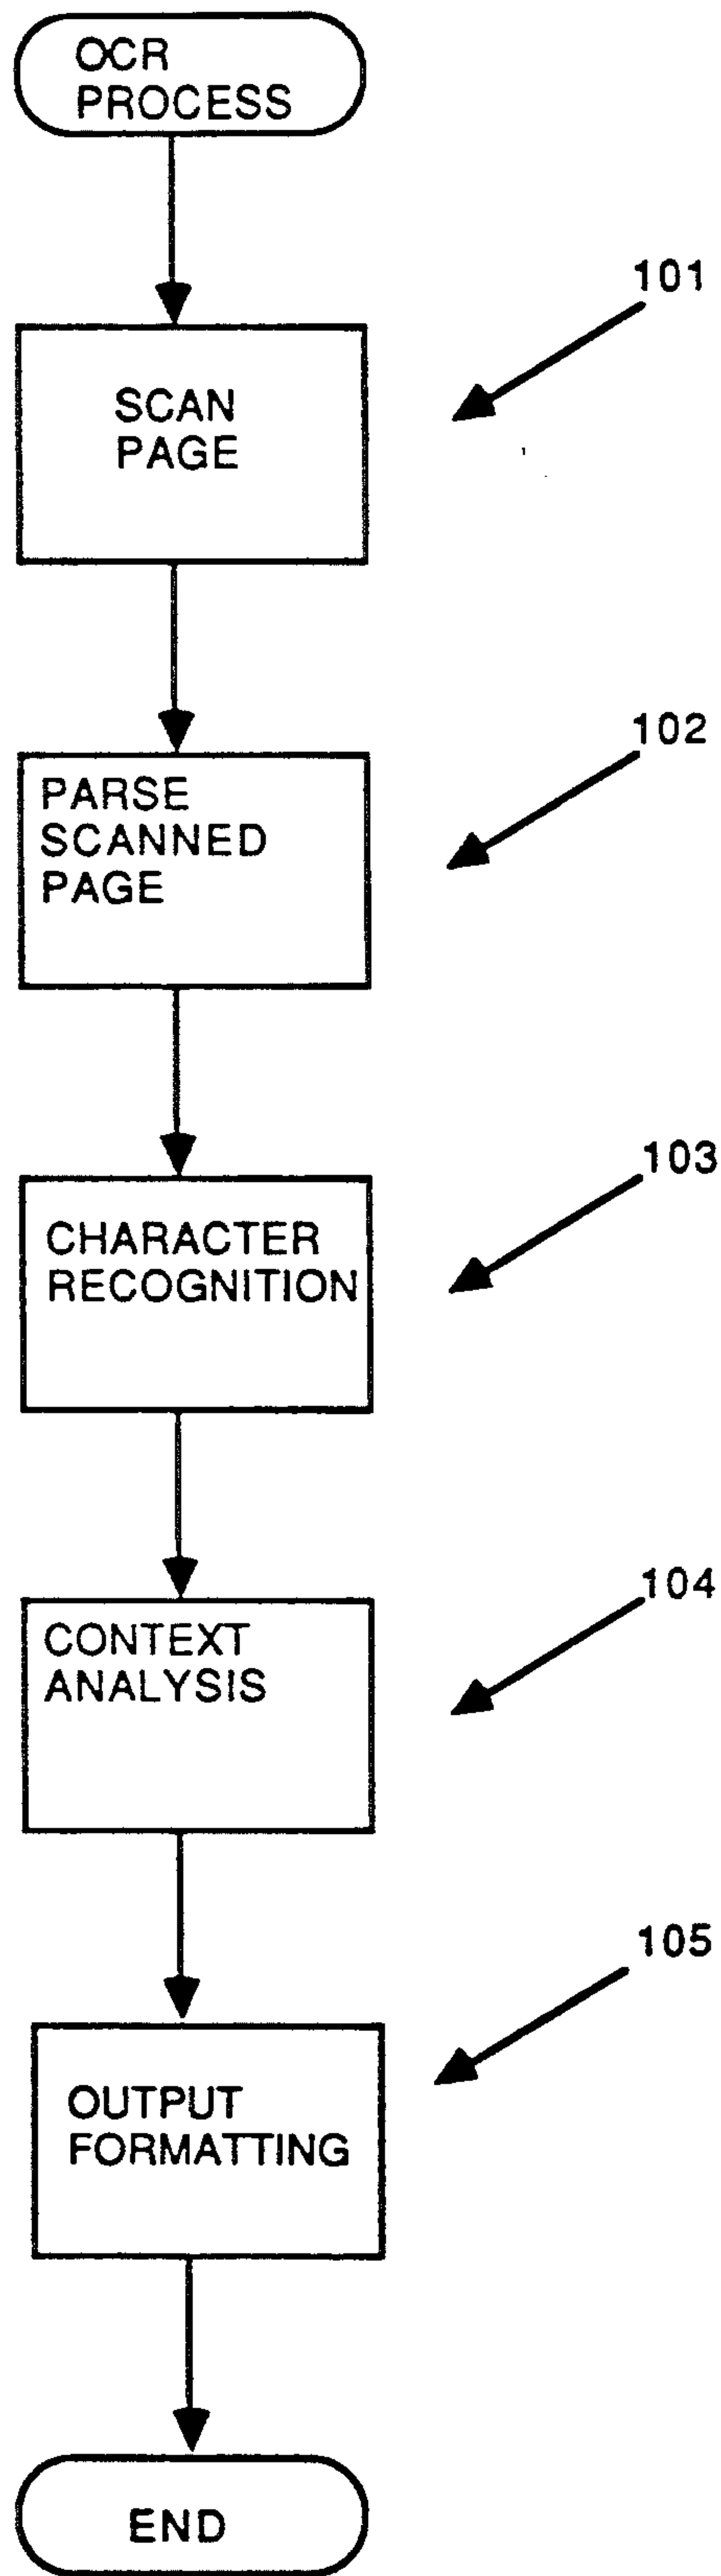 OCR
PROCESS
101
SCAN
PAGE
102
PARSE
SCANNED
PAGE
103
CHARACTER
RECOGNITION
104
CONTEXT
ANALYSIS
105
OUTPUT
FORMATTING
END